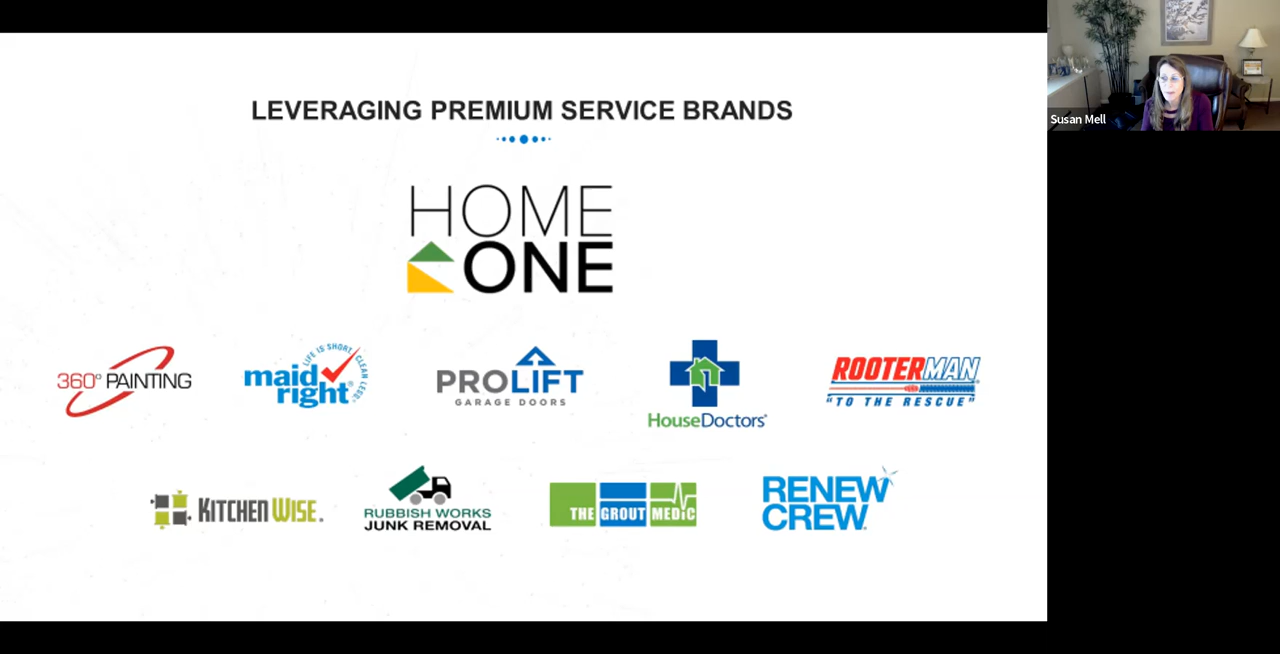 LEVERAGING PREMIUM SERVICE BRANDS
Susan Mell
HOME
ONE
360° PAINTING
maid
right®
LIFE IS SHORT. CLEAN LESS.®
PROLIFT
GARAGE DOORS
HouseDoctors®
ROOTERMAN®
"TO THE RESCUE"
KITCHEN WISE.
RUBBISH WORKS
JUNK REMOVAL
THE GROUT MEDIC
RENEW
CREW